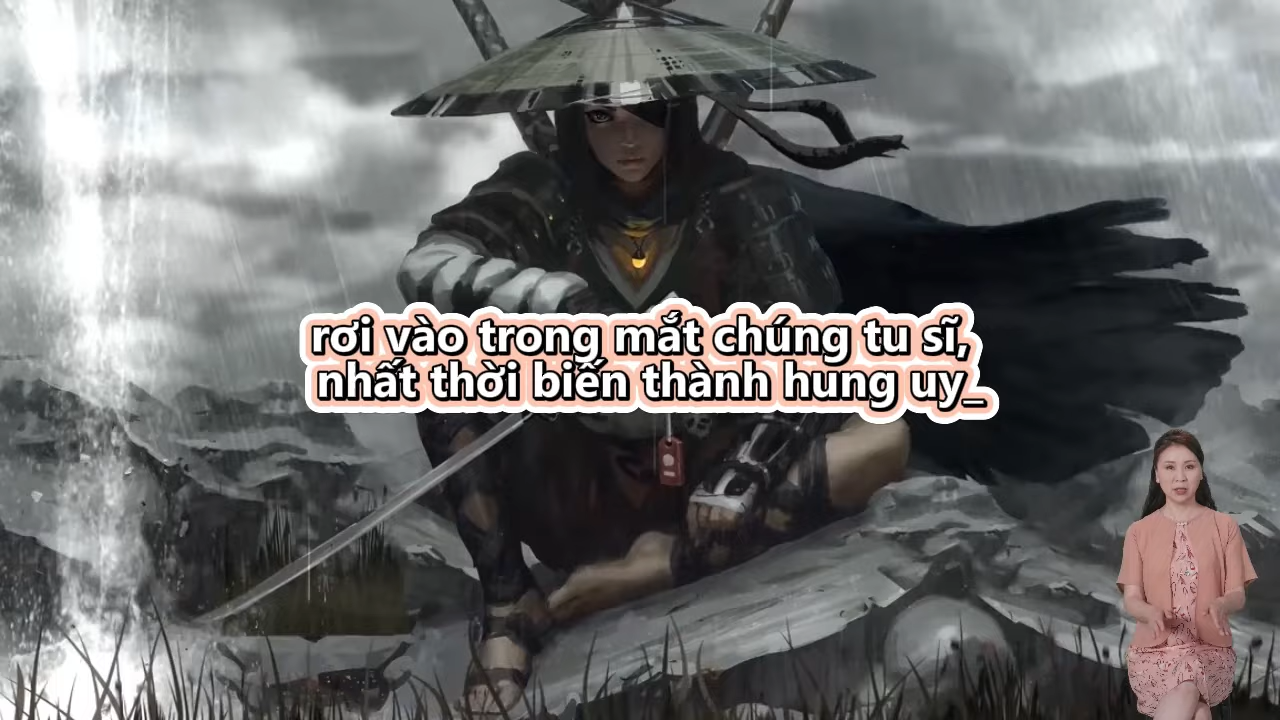 rơi vào trong mắt chúng tu sĩ,
nhất thời biến thành hung uy_